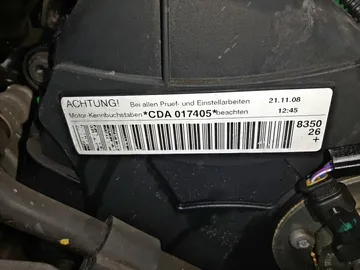 ACHTUNG! Bei allen Pruef- und Einstellarbeiten 21.11.08
Motor-Kennbuchstaben *CDA 017405* beachten 12:45
8350
26
+